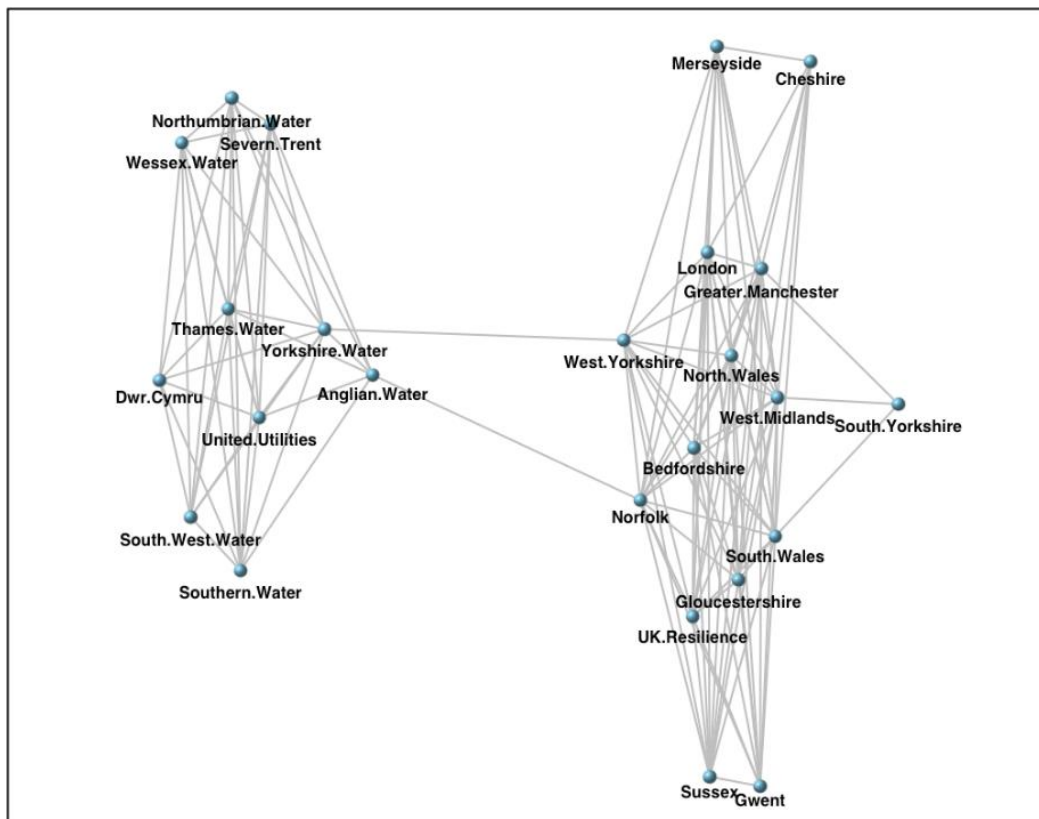 Merseyside
Cheshire
Northumbrian.Water
Severn.Trent
Wessex.Water
London
Greater.Manchester
Thames.Water
Yorkshire.Water
West.Yorkshire
North.Wales
Dwr.Cymru
Anglian.Water
West.Midlands
South.Yorkshire
United.Utilities
Bedfordshire
Norfolk
South.West.Water
South.Wales
Southern.Water
Gloucestershire
UK.Resilience
Sussex
Gwent